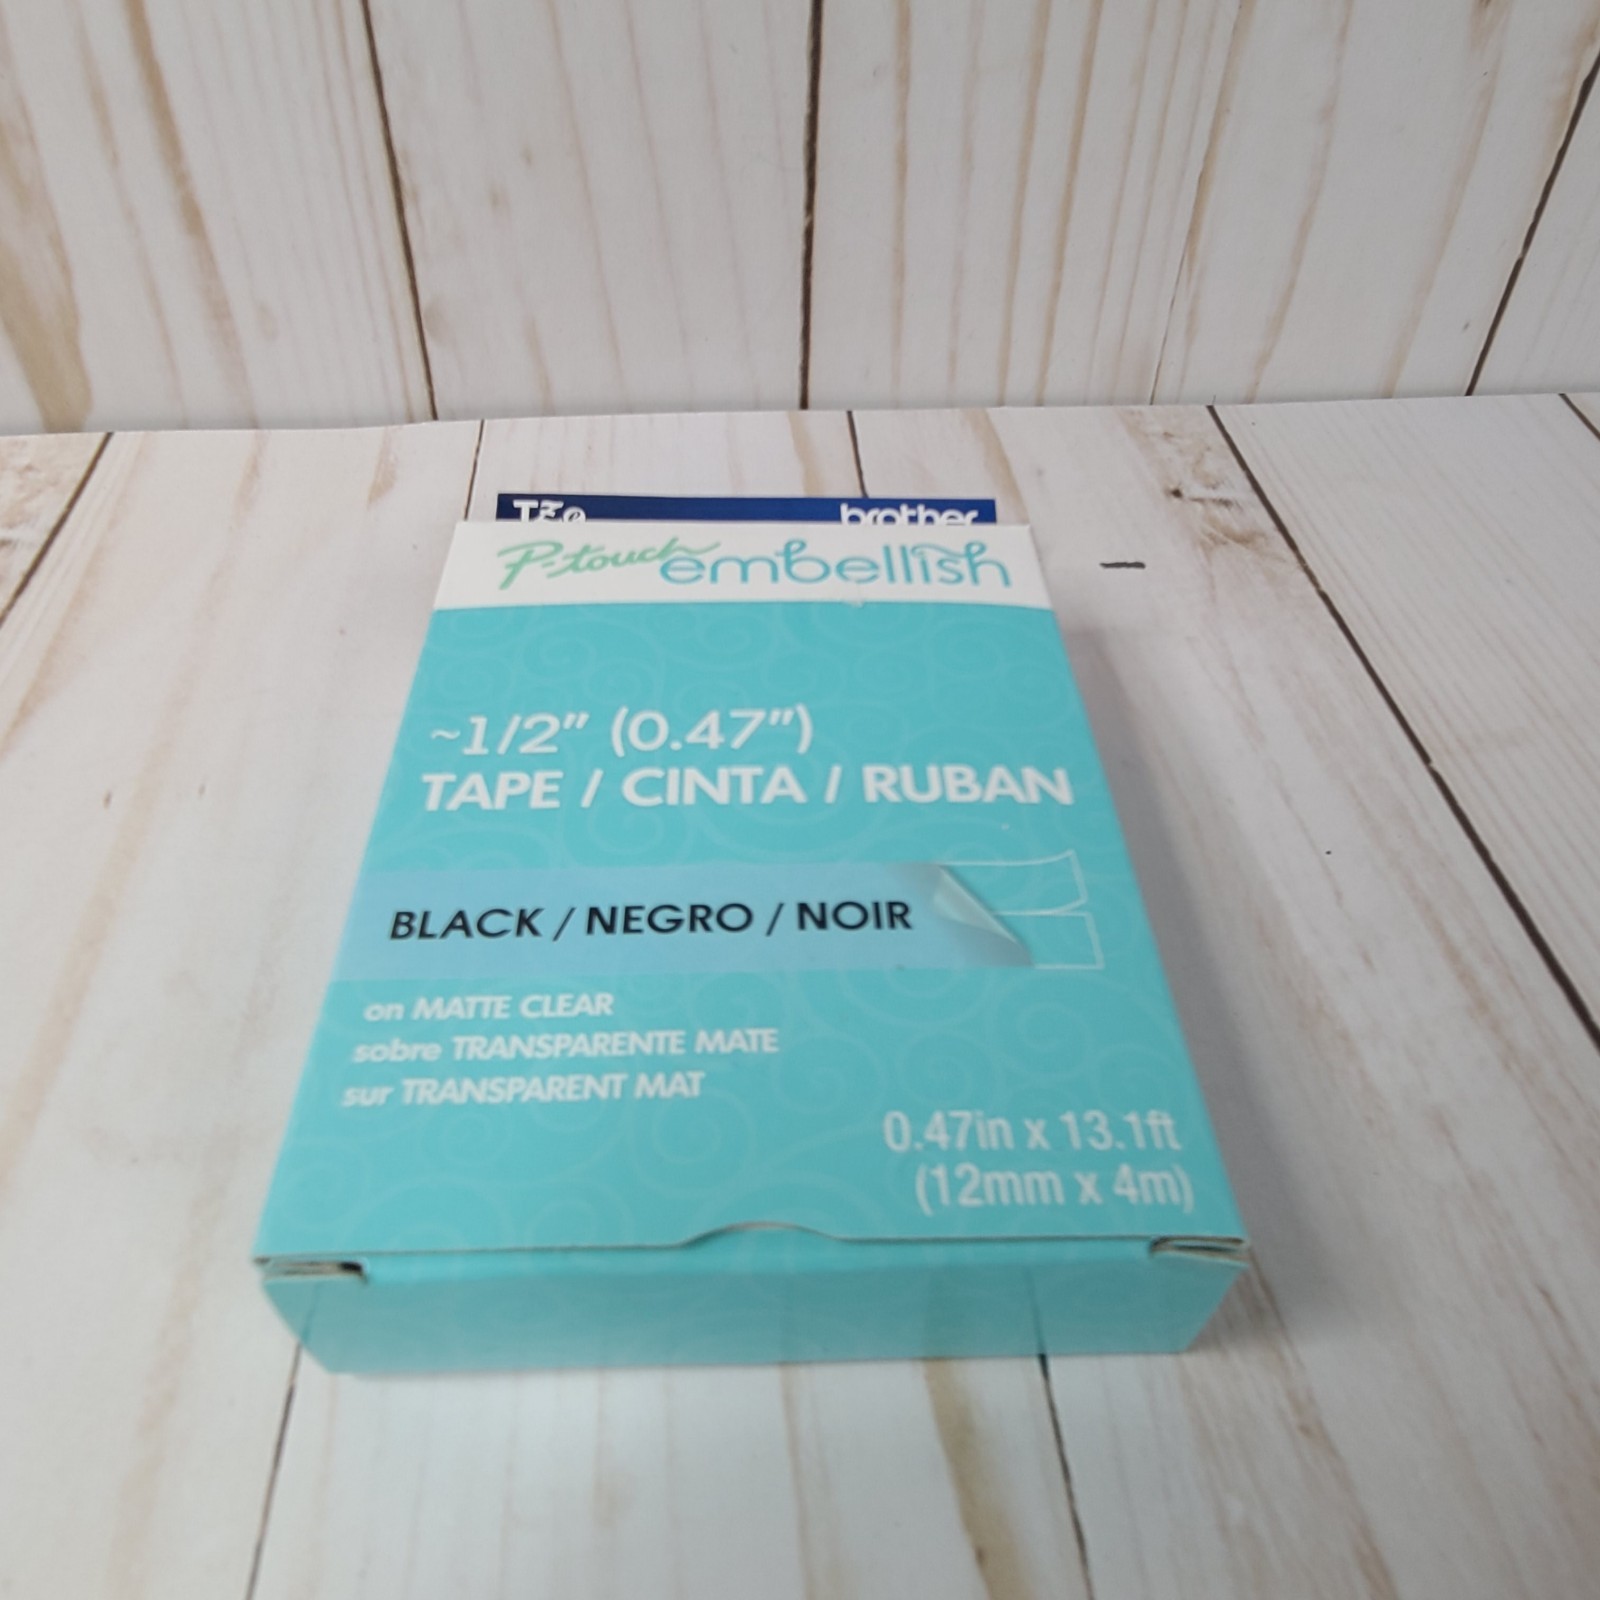 TZe brother
P-touch embellish
~1/2" (0.47")
TAPE / CINTA / RUBAN
BLACK / NEGRO / NOIR
on MATTE CLEAR
sobre TRANSPARENTE MATE
sur TRANSPARENT MAT
0.47in x 13.1ft
(12mm x 4m)